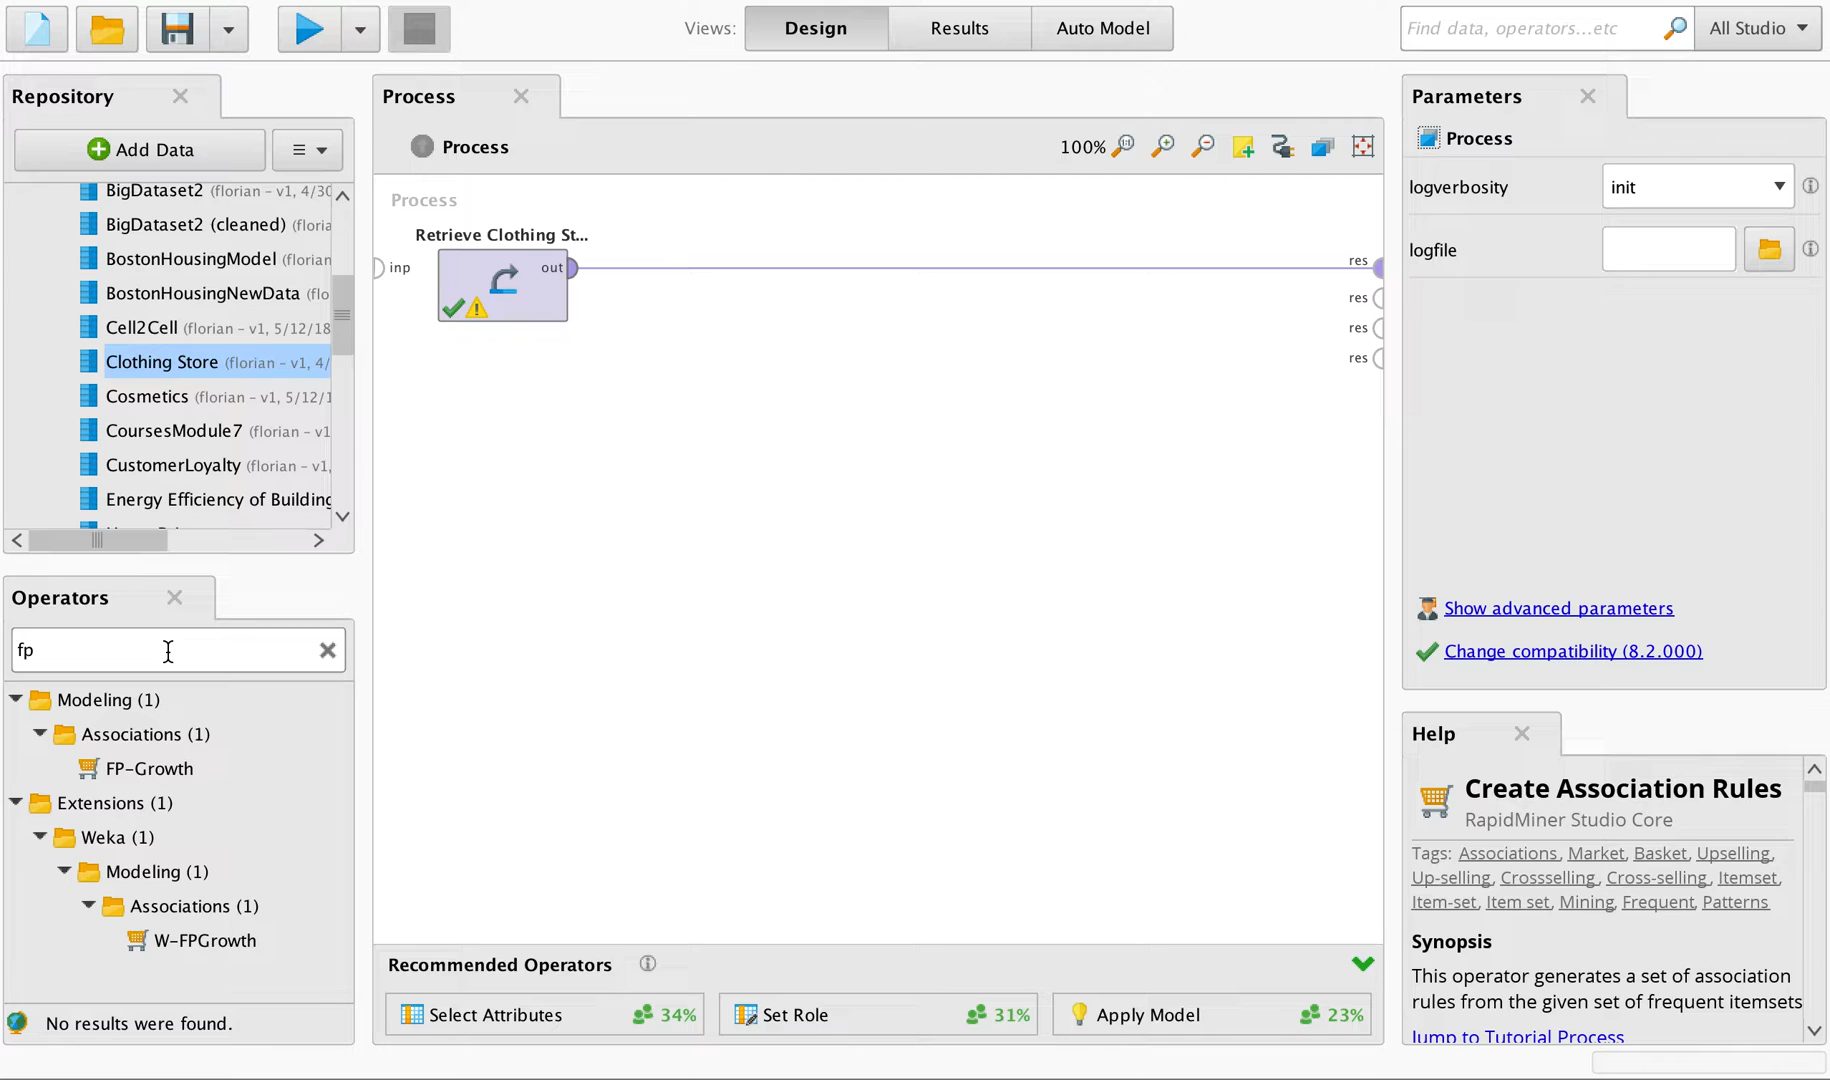 Views: Design Results Auto Model Find data, operators...etc All Studio
Repository
Add Data
BigDataset2 (florian – v1, 4/30
BigDataset2 (cleaned) (floria
BostonHousingModel (florian
BostonHousingNewData (flo
Cell2Cell (florian – v1, 5/12/18
Clothing Store (florian – v1, 4/
Cosmetics (florian – v1, 5/12/1
CoursesModule7 (florian – v1
CustomerLoyalty (florian – v1,
Energy Efficiency of Building
Operators
fp
Modeling (1)
Associations (1)
FP-Growth
Extensions (1)
Weka (1)
Modeling (1)
Associations (1)
W-FPGrowth
No results were found.
Process
Process 100%
Process
Retrieve Clothing St...
inp out res
res
res
res
Recommended Operators
Select Attributes 34% Set Role 31% Apply Model 23%
Parameters
Process
logverbosity init
logfile
Show advanced parameters
Change compatibility (8.2.000)
Help
Create Association Rules
RapidMiner Studio Core
Tags: Associations, Market, Basket, Upselling,
Up-selling, Crossselling, Cross-selling, Itemset,
Item-set, Item set, Mining, Frequent, Patterns
Synopsis
This operator generates a set of association
rules from the given set of frequent itemsets
Jump to Tutorial Process